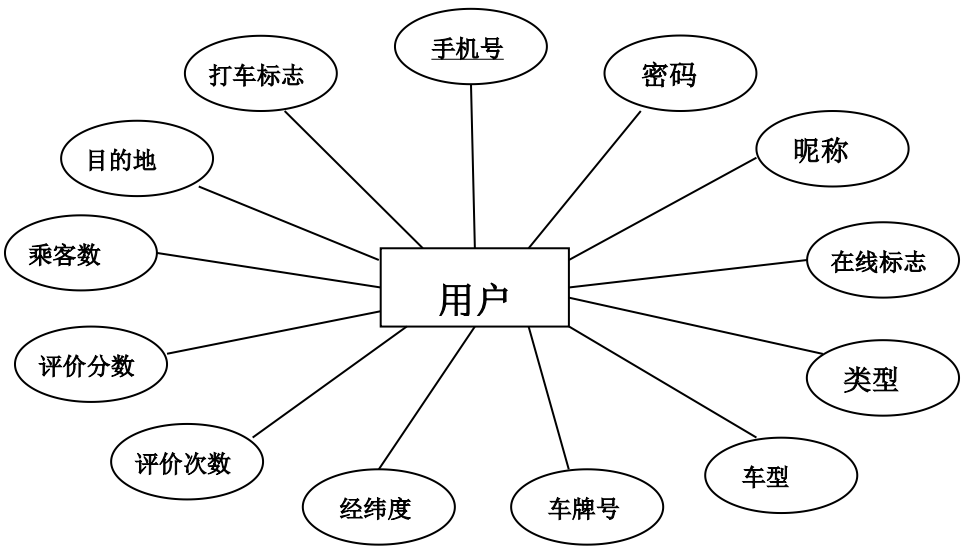 手机号
打车标志
密码
昵称
目的地
乘客数
在线标志
用户
评价分数
类型
评价次数
车型
经纬度
车牌号